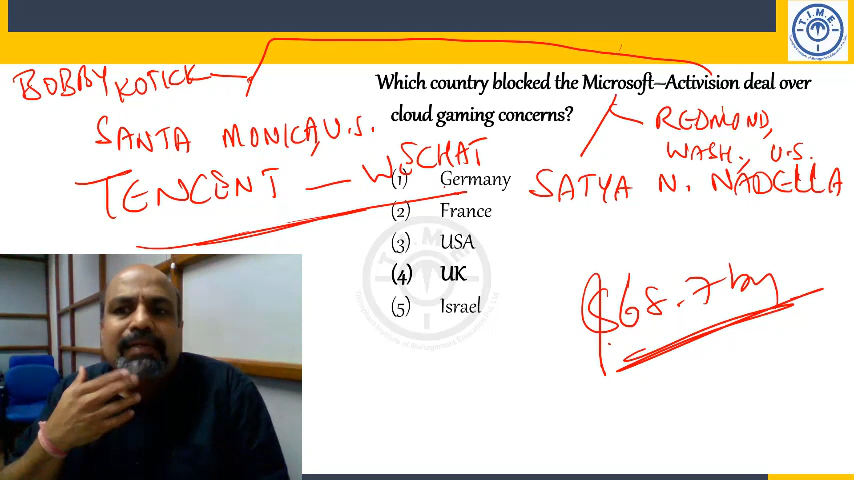 T.I.M.E.
BOBBY KOTICK
Which country blocked the Microsoft–Activision deal over
cloud gaming concerns?
SANTA MONICA, U.S.
REDMOND,
WASH., U.S.
TENCENT — WeCHAT
SATYA N. NADELLA
(1) Germany
(2) France
(3) USA
(4) UK
(5) Israel
$68.7 bn